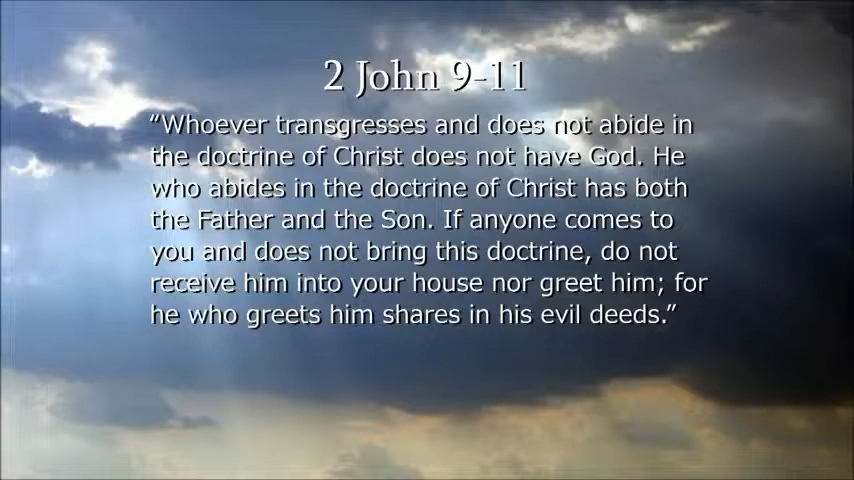 2 John 9-11
“Whoever transgresses and does not abide in
the doctrine of Christ does not have God. He
who abides in the doctrine of Christ has both
the Father and the Son. If anyone comes to
you and does not bring this doctrine, do not
receive him into your house nor greet him; for
he who greets him shares in his evil deeds.”